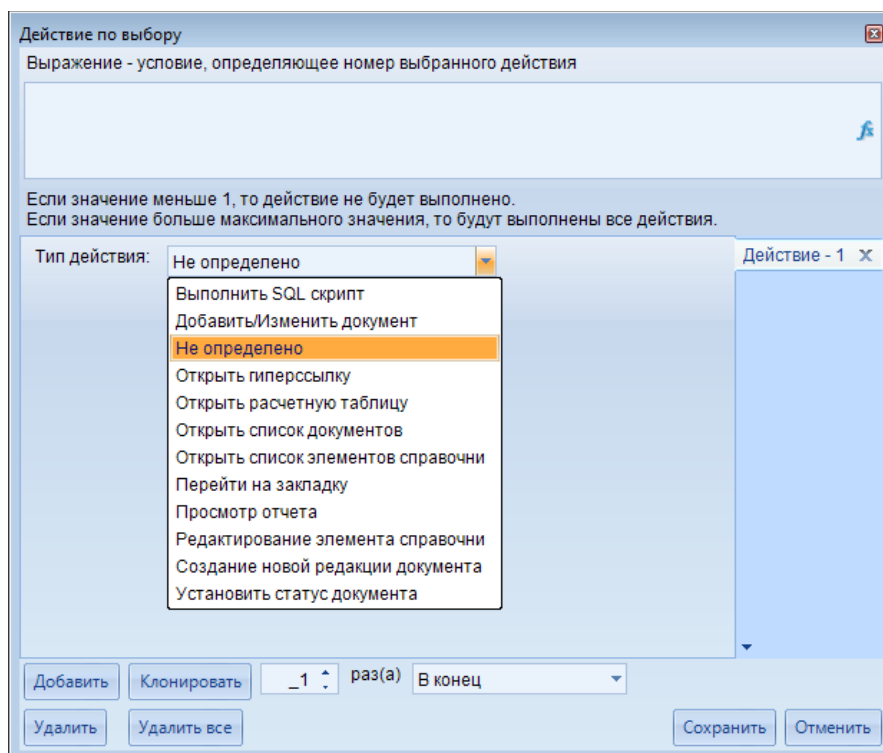 Действие по выбору
Выражение - условие, определяющее номер выбранного действия
fx
Если значение меньше 1, то действие не будет выполнено.
Если значение больше максимального значения, то будут выполнены все действия.
Тип действия: Не определено
Действие - 1 X
Выполнить SQL скрипт
Добавить/Изменить документ
Не определено
Открыть гиперссылку
Открыть расчетную таблицу
Открыть список документов
Открыть список элементов справочни
Перейти на закладку
Просмотр отчета
Редактирование элемента справочни
Создание новой редакции документа
Установить статус документа
Добавить Клонировать _1 раз(а) В конец
Удалить Удалить все Сохранить Отменить